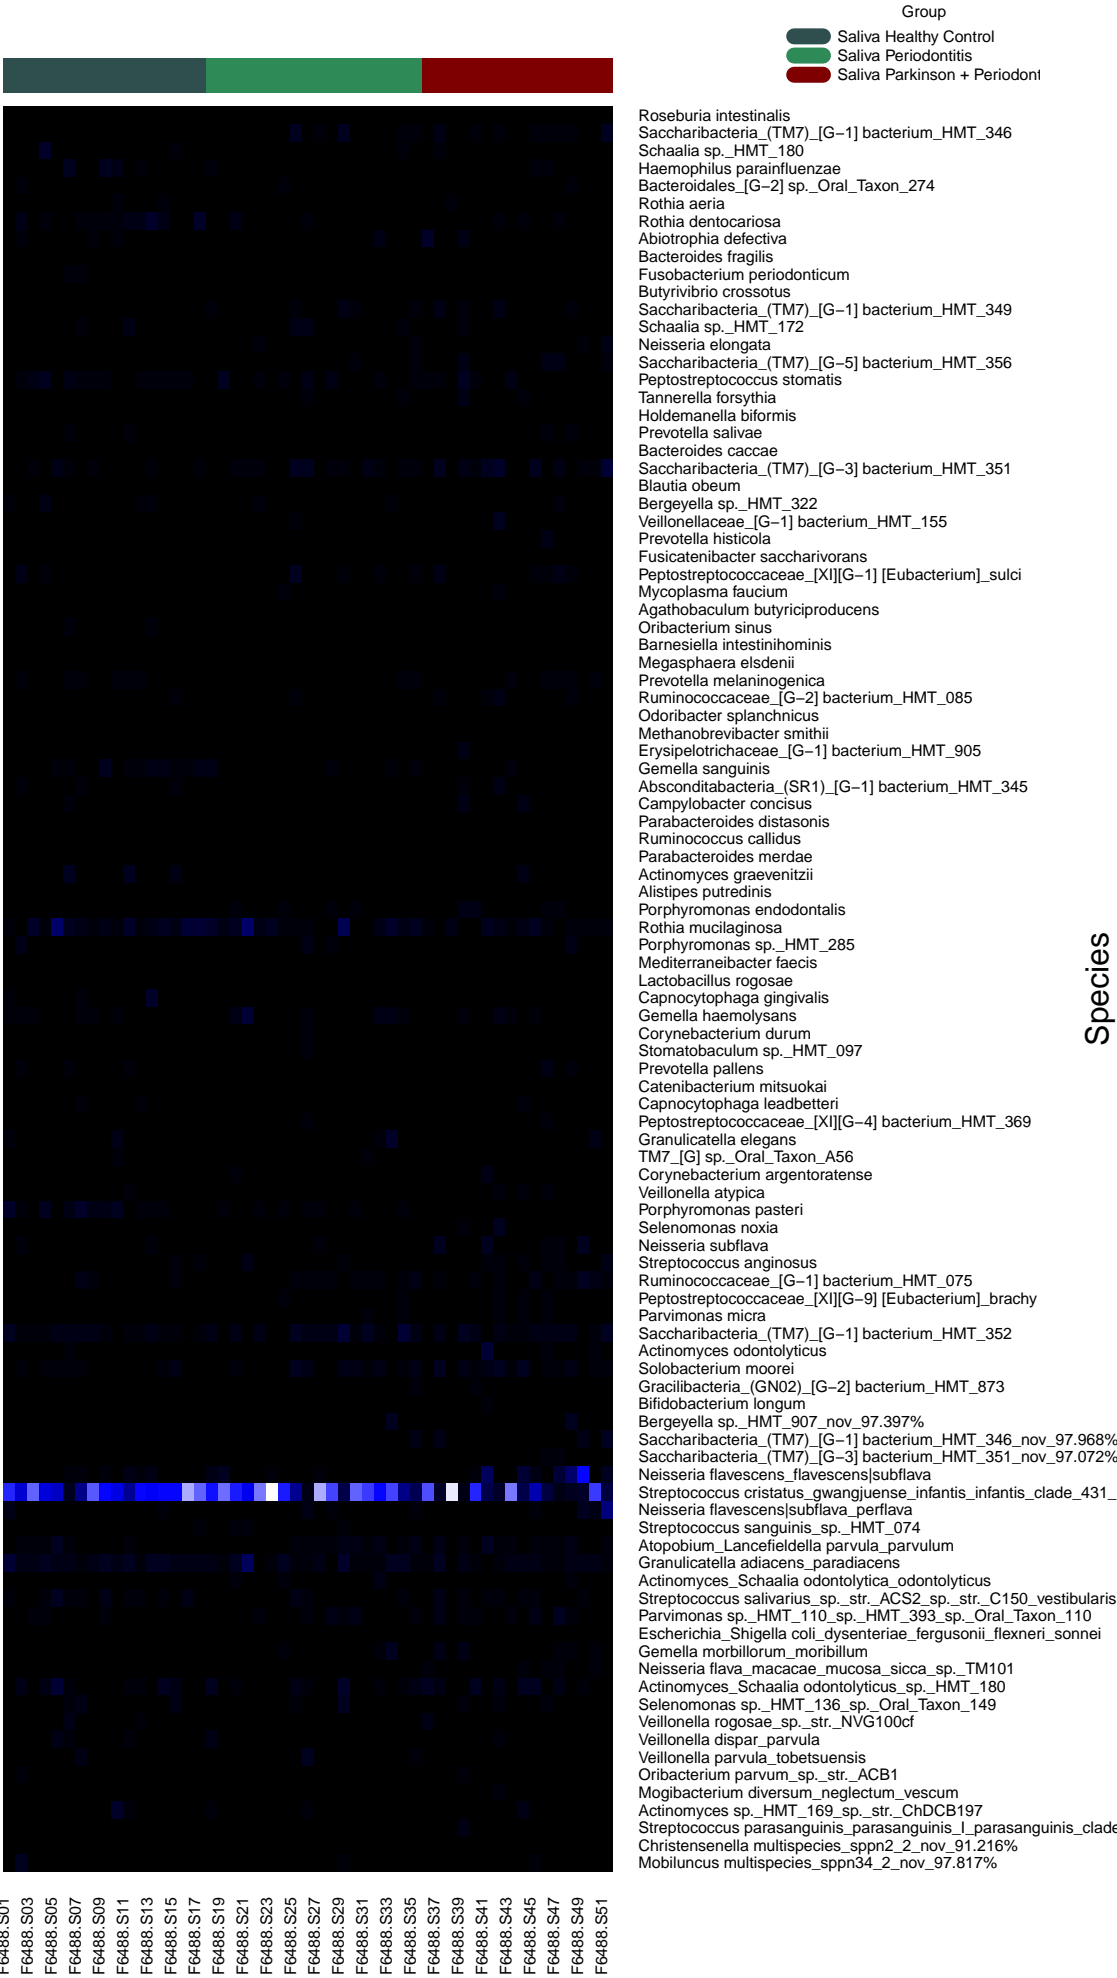 Group
Saliva Healthy Control
Saliva Periodontitis
Saliva Parkinson + Periodont
Roseburia intestinalis
Saccharibacteria_(TM7)_[G−1] bacterium_HMT_346
Schaalia sp._HMT_180
Haemophilus parainfluenzae
Bacteroidales_[G−2] sp._Oral_Taxon_274
Rothia aeria
Rothia dentocariosa
Abiotrophia defectiva
Bacteroides fragilis
Fusobacterium periodonticum
Butyrivibrio crossotus
Saccharibacteria_(TM7)_[G−1] bacterium_HMT_349
Schaalia sp._HMT_172
Neisseria elongata
Saccharibacteria_(TM7)_[G−5] bacterium_HMT_356
Peptostreptococcus stomatis
Tannerella forsythia
Holdemanella biformis
Prevotella salivae
Bacteroides caccae
Saccharibacteria_(TM7)_[G−3] bacterium_HMT_351
Blautia obeum
Bergeyella sp._HMT_322
Veillonellaceae_[G−1] bacterium_HMT_155
Prevotella histicola
Fusicatenibacter saccharivorans
Peptostreptococcaceae_[XI][G−1] [Eubacterium]_sulci
Mycoplasma faucium
Agathobaculum butyriciproducens
Oribacterium sinus
Barnesiella intestinihominis
Megasphaera elsdenii
Prevotella melaninogenica
Ruminococcaceae_[G−2] bacterium_HMT_085
Odoribacter splanchnicus
Methanobrevibacter smithii
Erysipelotrichaceae_[G−1] bacterium_HMT_905
Gemella sanguinis
Absconditabacteria_(SR1)_[G−1] bacterium_HMT_345
Campylobacter concisus
Parabacteroides distasonis
Ruminococcus callidus
Parabacteroides merdae
Actinomyces graevenitzii
Alistipes putredinis
Porphyromonas endodontalis
Rothia mucilaginosa
Porphyromonas sp._HMT_285
Mediterraneibacter faecis
Lactobacillus rogosae
Capnocytophaga gingivalis
Gemella haemolysans
Corynebacterium durum
Stomatobaculum sp._HMT_097
Prevotella pallens
Catenibacterium mitsuokai
Capnocytophaga leadbetteri
Peptostreptococcaceae_[XI][G−4] bacterium_HMT_369
Granulicatella elegans
TM7_[G] sp._Oral_Taxon_A56
Corynebacterium argentoratense
Veillonella atypica
Porphyromonas pasteri
Selenomonas noxia
Neisseria subflava
Streptococcus anginosus
Ruminococcaceae_[G−1] bacterium_HMT_075
Peptostreptococcaceae_[XI][G−9] [Eubacterium]_brachy
Parvimonas micra
Saccharibacteria_(TM7)_[G−1] bacterium_HMT_352
Actinomyces odontolyticus
Solobacterium moorei
Gracilibacteria_(GN02)_[G−2] bacterium_HMT_873
Bifidobacterium longum
Bergeyella sp._HMT_907_nov_97.397%
Saccharibacteria_(TM7)_[G−1] bacterium_HMT_346_nov_97.968%
Saccharibacteria_(TM7)_[G−3] bacterium_HMT_351_nov_97.072%
Neisseria flavescens_flavescens|subflava
Streptococcus cristatus_gwangjuense_infantis_infantis_clade_431_
Neisseria flavescens|subflava_perflava
Streptococcus sanguinis_sp._HMT_074
Atopobium_Lancefieldella parvula_parvulum
Granulicatella adiacens_paradiacens
Actinomyces_Schaalia odontolytica_odontolyticus
Streptococcus salivarius_sp._str._ACS2_sp._str._C150_vestibularis
Parvimonas sp._HMT_110_sp._HMT_393_sp._Oral_Taxon_110
Escherichia_Shigella coli_dysenteriae_fergusonii_flexneri_sonnei
Gemella morbillorum_moribillum
Neisseria flava_macacae_mucosa_sicca_sp._TM101
Actinomyces_Schaalia odontolyticus_sp._HMT_180
Selenomonas sp._HMT_136_sp._Oral_Taxon_149
Veillonella rogosae_sp._str._NVG100cf
Veillonella dispar_parvula
Veillonella parvula_tobetsuensis
Oribacterium parvum_sp._str._ACB1
Mogibacterium diversum_neglectum_vescum
Actinomyces sp._HMT_169_sp._str._ChDCB197
Streptococcus parasanguinis_parasanguinis_I_parasanguinis_clade
Christensenella multispecies_sppn2_2_nov_91.216%
Mobiluncus multispecies_sppn34_2_nov_97.817%
Species
F6488.S01
F6488.S03
F6488.S05
F6488.S07
F6488.S09
F6488.S11
F6488.S13
F6488.S15
F6488.S17
F6488.S19
F6488.S21
F6488.S23
F6488.S25
F6488.S27
F6488.S29
F6488.S31
F6488.S33
F6488.S35
F6488.S37
F6488.S39
F6488.S41
F6488.S43
F6488.S45
F6488.S47
F6488.S49
F6488.S51